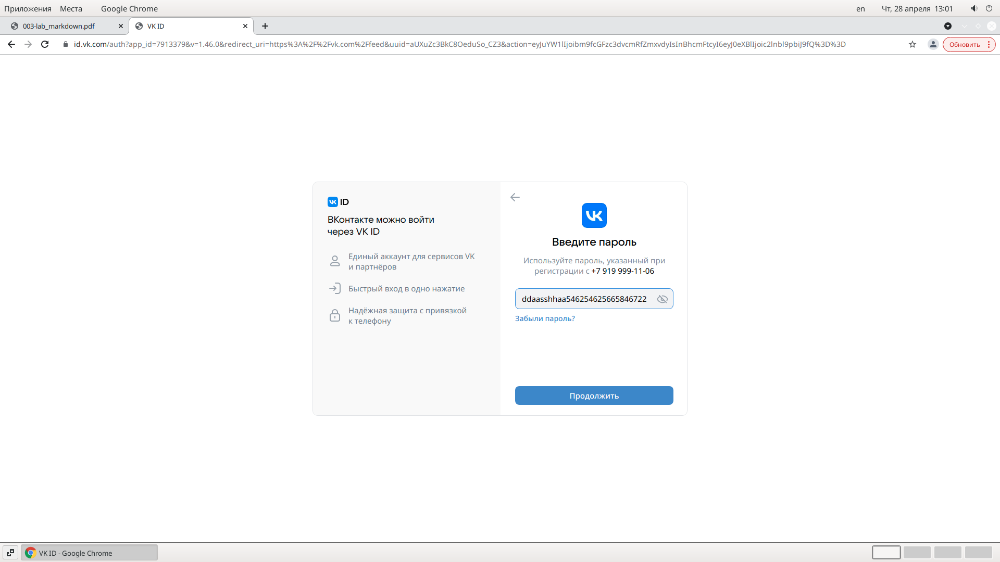 Приложения Места Google Chrome en Чт, 28 апреля 13:01
003-lab_markdown.pdf VK ID
id.vk.com/auth?app_id=7913379&v=1.46.0&redirect_uri=https%3A%2F%2Fvk.com%2Ffeed&uuid=aUXuZc3BkC8OeduSo_CZ3&action=eyJuYW1lIjoibm9fcGFzc3dvcmRfZmxvdyIsInBhcmFtcyI6eyJ0eXBlIjoic2lnbl9pbiJ9fQ%3D%3D Обновить
VK ID
ВКонтакте можно войти
через VK ID
Единый аккаунт для сервисов VK
и партнёров
Быстрый вход в одно нажатие
Надёжная защита с привязкой
к телефону
VK
Введите пароль
Используйте пароль, указанный при
регистрации с +7 919 999-11-06
ddaasshhaa546254625665846722
Забыли пароль?
Продолжить
VK ID - Google Chrome